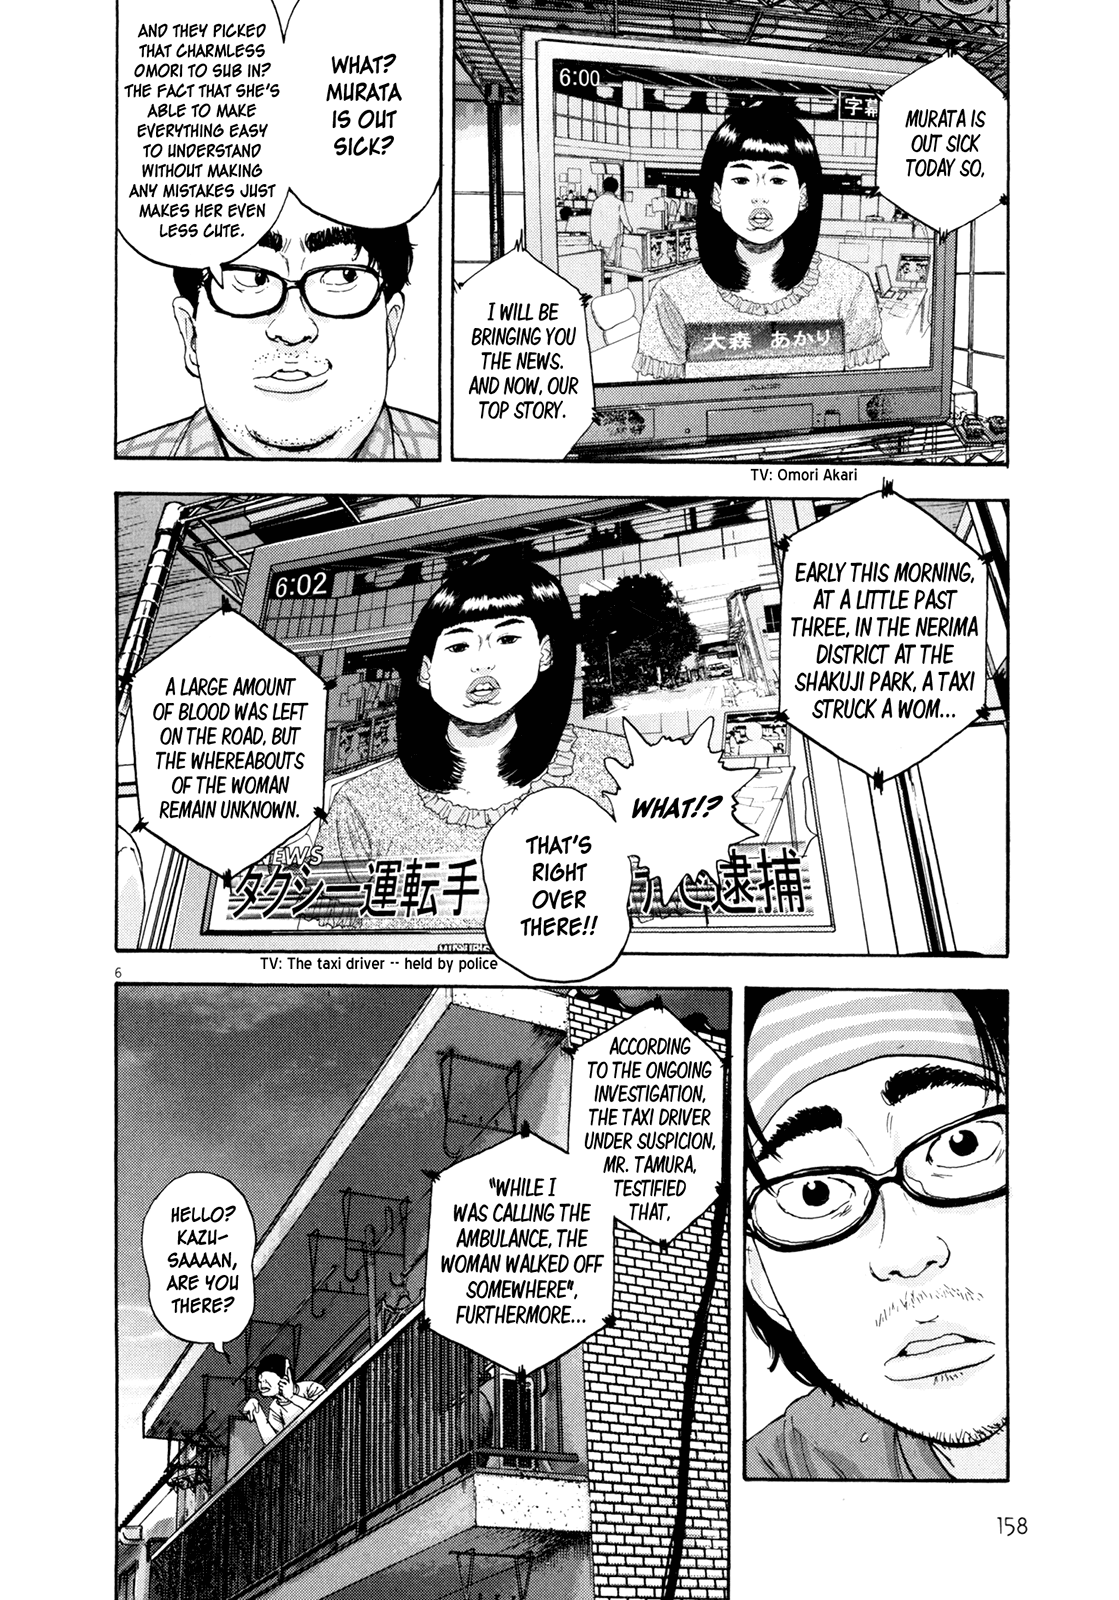 6:00
字幕
MURATA IS
OUT SICK
TODAY SO,
I WILL BE
BRINGING YOU
THE NEWS.
AND NOW, OUR
TOP STORY.
大森 あかり
TV: Omori Akari
WHAT?
MURATA
IS OUT
SICK?
AND THEY PICKED
THAT CHARMLESS
OMORI TO SUB IN?
THE FACT THAT SHE'S
ABLE TO MAKE
EVERYTHING EASY
TO UNDERSTAND
WITHOUT MAKING
ANY MISTAKES JUST
MAKES HER EVEN
LESS CUTE.
EARLY THIS MORNING,
AT A LITTLE PAST
THREE, IN THE NERIMA
DISTRICT AT THE
SHAKUJI PARK, A TAXI
STRUCK A WOM...
6:02
WHAT!?
THAT'S
RIGHT
OVER
THERE!!
A LARGE AMOUNT
OF BLOOD WAS LEFT
ON THE ROAD, BUT
THE WHEREABOUTS
OF THE WOMAN
REMAIN UNKNOWN.
NEWS
タクシー運転手
逮捕
TV: The taxi driver -- held by police
6
ACCORDING
TO THE ONGOING
INVESTIGATION,
THE TAXI DRIVER
UNDER SUSPICION,
MR. TAMURA,
TESTIFIED
THAT,
"WHILE I
WAS CALLING THE
AMBULANCE, THE
WOMAN WALKED OFF
SOMEWHERE",
FURTHERMORE...
HELLO?
KAZU-
SAAAAN,
ARE YOU
THERE?
158